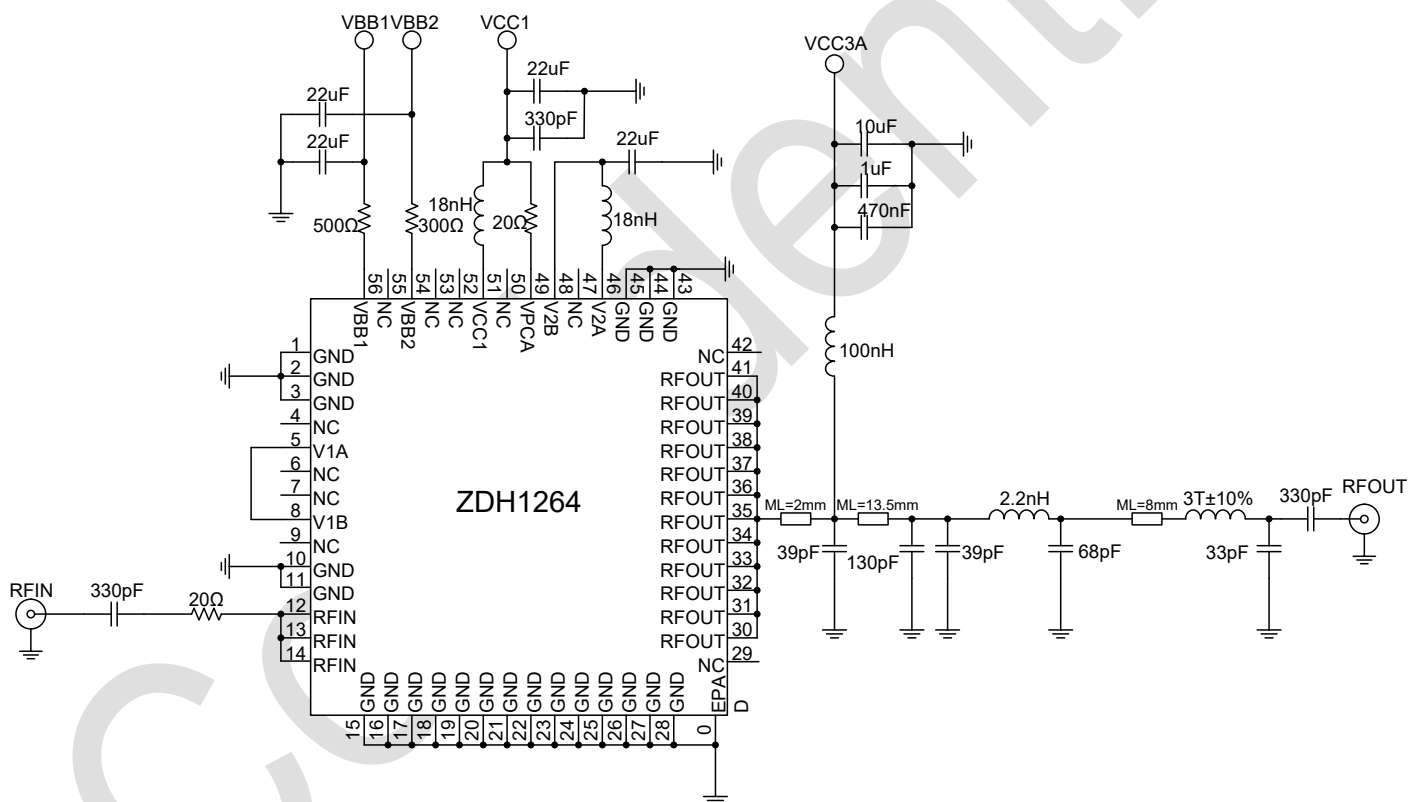 VBB1 VBB2
VCC1
VCC3A
22uF
22uF
22uF
330pF
22uF
10uF
1uF
470nF
500Ω
300Ω
18nH
20Ω
18nH
100nH
56 55 54 53 52 51 50 49 48 47 46 45 44 43
VBB1 NC VBB2 NC NC VCC1 NC VPCA V2B NC V2A GND GND GND
1 GND
2 GND
3 GND
4 NC
5 V1A
6 NC
7 NC
8 V1B
9 NC
10 GND
11 GND
12 RFIN
13 RFIN
14 RFIN
ZDH1264
NC 42
RFOUT 41
RFOUT 40
RFOUT 39
RFOUT 38
RFOUT 37
RFOUT 36
RFOUT 35
RFOUT 34
RFOUT 33
RFOUT 32
RFOUT 31
RFOUT 30
NC 29
GND GND GND GND GND GND GND GND GND GND GND GND GND GND EPA
D
15 16 17 18 19 20 21 22 23 24 25 26 27 28 0
RFIN
330pF
20Ω
ML=2mm
ML=13.5mm
2.2nH
ML=8mm
3T±10%
330pF
RFOUT
39pF
130pF
39pF
68pF
33pF